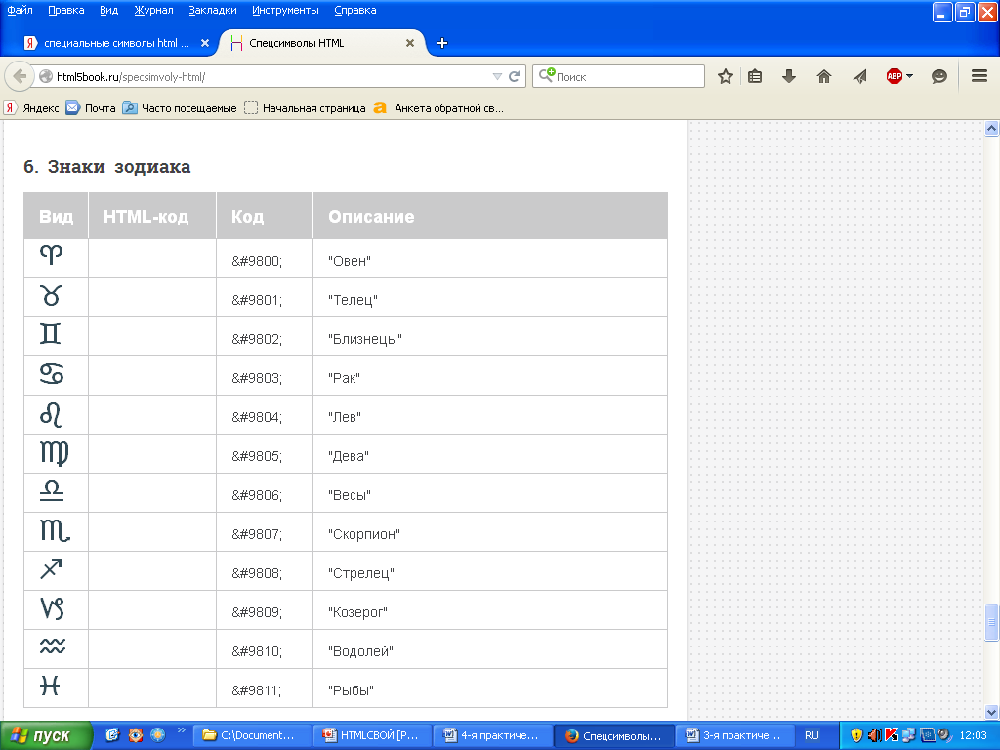 Файл Правка Вид Журнал Закладки Инструменты Справка
Я специальные символы html ... × Спецсимволы HTML × +
html5book.ru/specsimvoly-html/ Поиск ABP
Я Яндекс Почта Часто посещаемые Начальная страница a Анкета обратной св...
6. Знаки зодиака
Вид HTML-код Код Описание
♈ &#9800; "Овен"
♉ &#9801; "Телец"
♊ &#9802; "Близнецы"
♋ &#9803; "Рак"
♌ &#9804; "Лев"
♍ &#9805; "Дева"
♎ &#9806; "Весы"
♏ &#9807; "Скорпион"
♐ &#9808; "Стрелец"
♑ &#9809; "Козерог"
♒ &#9810; "Водолей"
♓ &#9811; "Рыбы"
пуск » C:\Document... HTMLСВОЙ [Р... 4-я практиче... Спецсимволы... 3-я практиче... RU 12:03